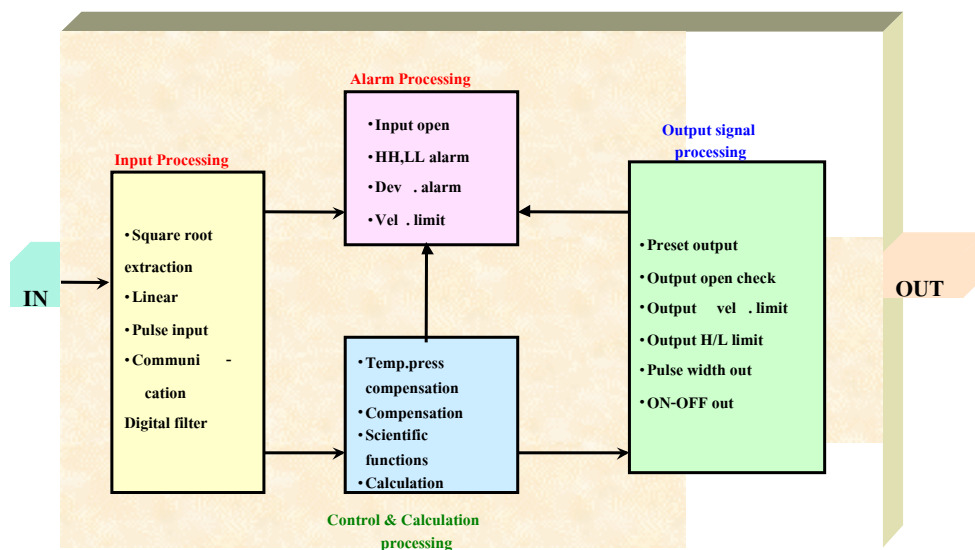 IN
Input Processing
・Square root
extraction
・Linear
・Pulse input
・Communi -
cation
Digital filter
Alarm Processing
・Input open
・HH,LL alarm
・Dev . alarm
・Vel . limit
・Temp.press
compensation
・Compensation
・Scientific
functions
・Calculation
Control & Calculation
processing
Output signal
processing
・Preset output
・Output open check
・Output vel . limit
・Output H/L limit
・Pulse width out
・ON-OFF out
OUT